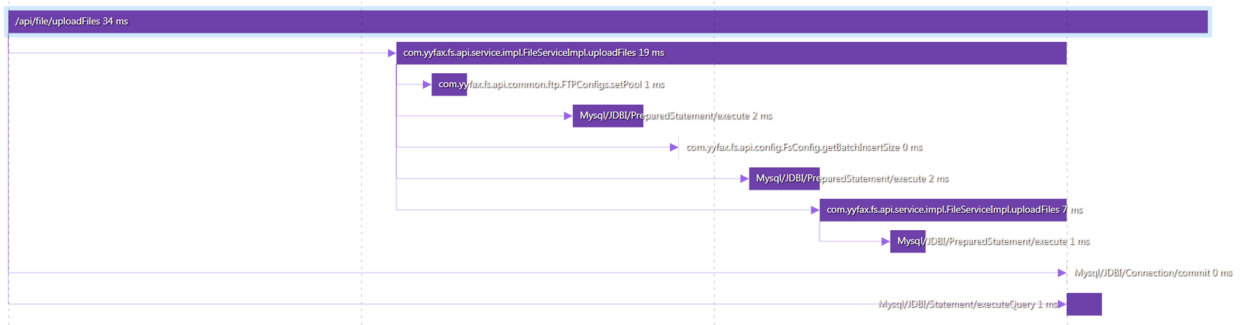 /api/file/uploadFiles 34 ms
com.yyfax.fs.api.service.impl.FileServiceImpl.uploadFiles 19 ms
com.yyfax.fs.api.common.ftp.FTPConfigs.setPool 1 ms
Mysql/JDBI/PreparedStatement/execute 2 ms
com.yyfax.fs.api.config.FsConfig.getBatchInsertSize 0 ms
Mysql/JDBI/PreparedStatement/execute 2 ms
com.yyfax.fs.api.service.impl.FileServiceImpl.uploadFiles 7 ms
Mysql/JDBI/PreparedStatement/execute 1 ms
Mysql/JDBI/Connection/commit 0 ms
Mysql/JDBI/Statement/executeQuery 1 ms